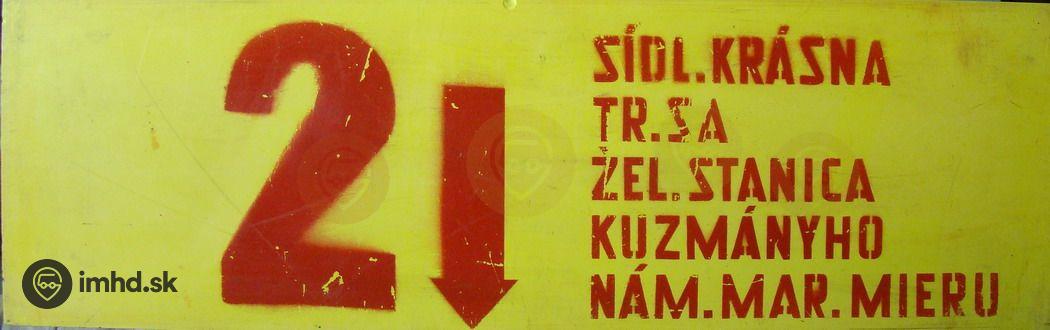 2
SÍDL.KRÁSNA
TR.SA
ŽEL.STANICA
KUZMÁNYHO
NÁM.MAR.MIERU
imhd.sk